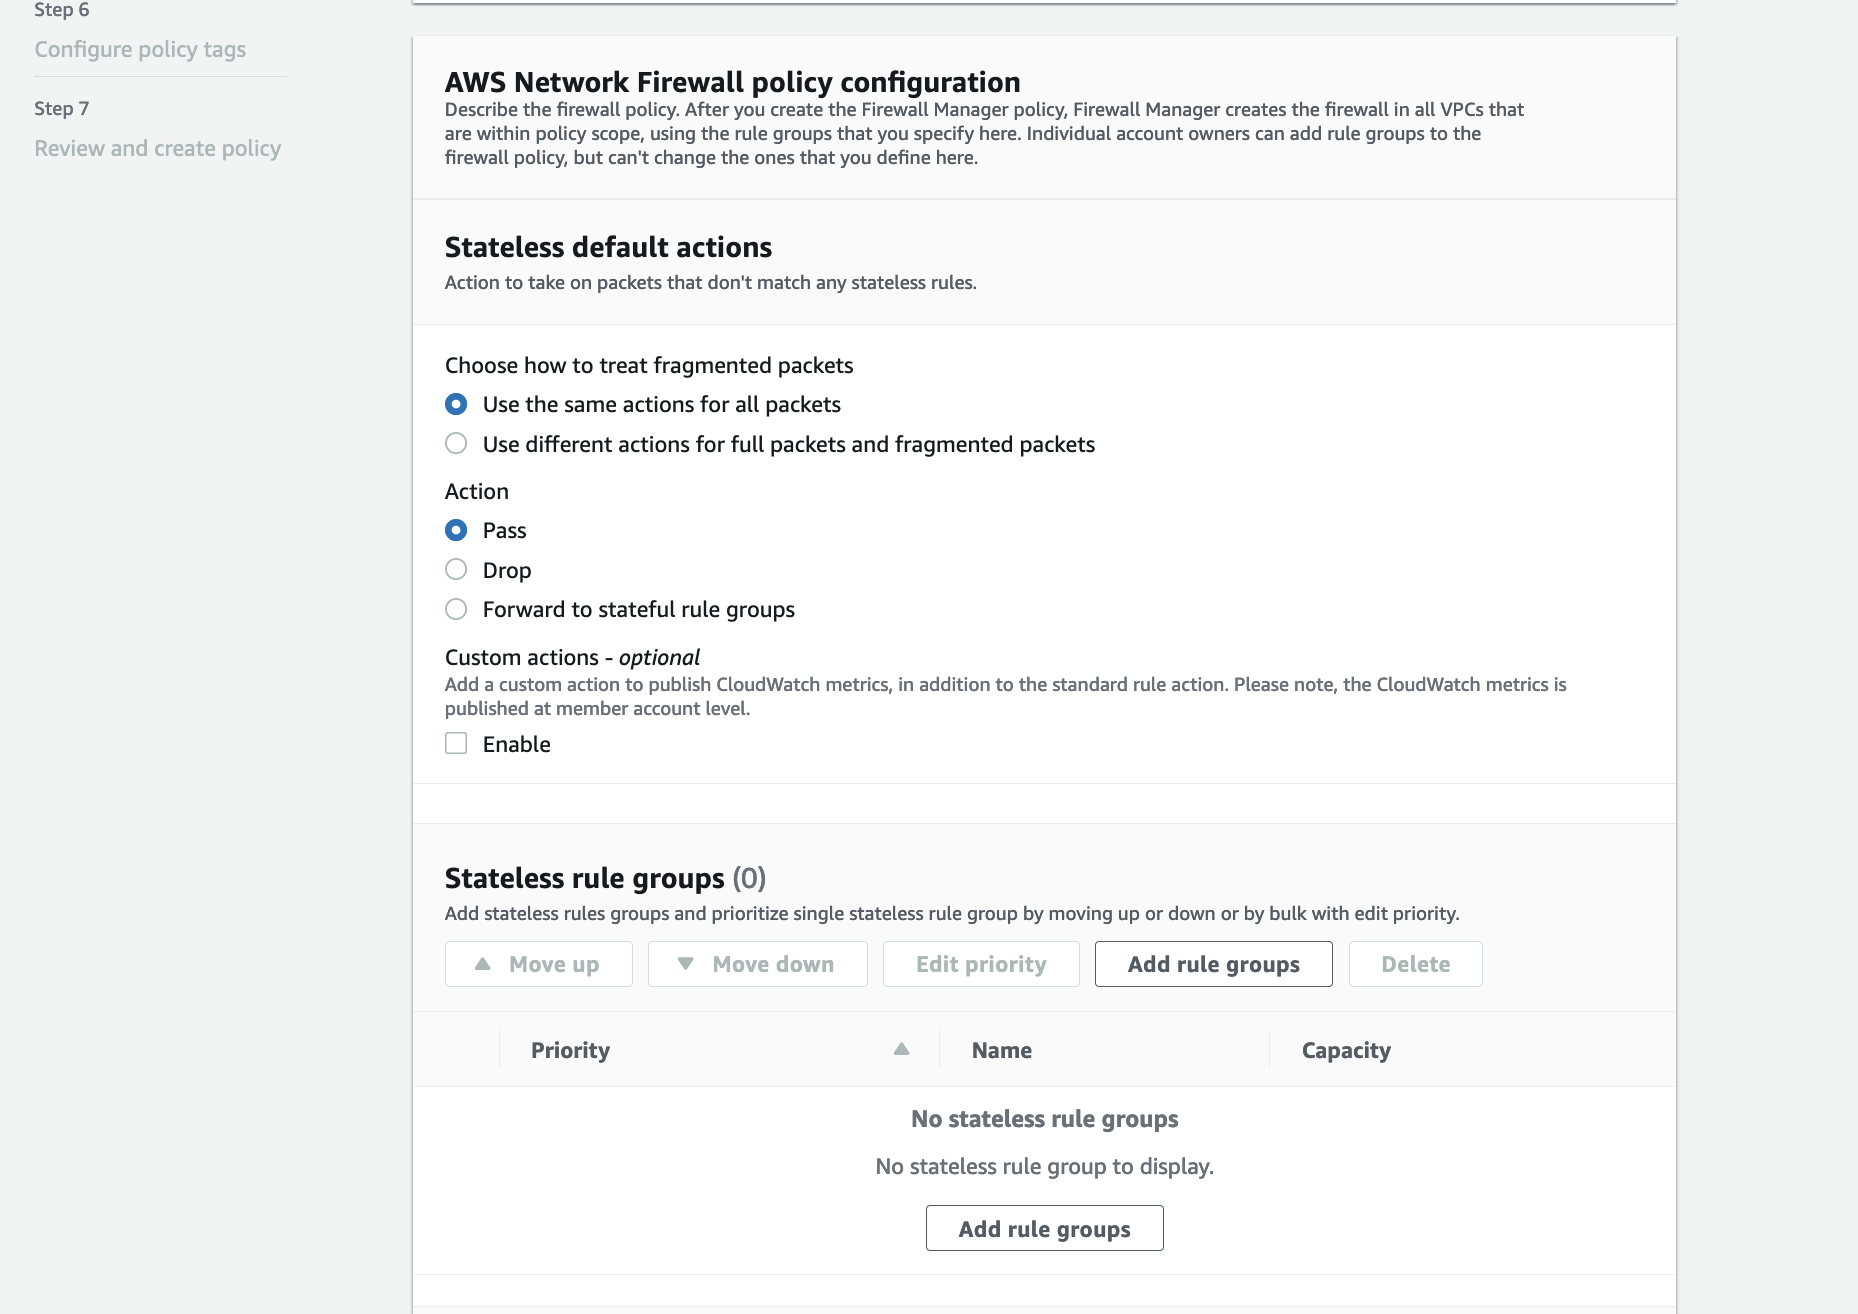 Step 6
Configure policy tags
Step 7
Review and create policy
AWS Network Firewall policy configuration
Describe the firewall policy. After you create the Firewall Manager policy, Firewall Manager creates the firewall in all VPCs that
are within policy scope, using the rule groups that you specify here. Individual account owners can add rule groups to the
firewall policy, but can't change the ones that you define here.
Stateless default actions
Action to take on packets that don't match any stateless rules.
Choose how to treat fragmented packets
Use the same actions for all packets
Use different actions for full packets and fragmented packets
Action
Pass
Drop
Forward to stateful rule groups
Custom actions - optional
Add a custom action to publish CloudWatch metrics, in addition to the standard rule action. Please note, the CloudWatch metrics is
published at member account level.
Enable
Stateless rule groups (0)
Add stateless rules groups and prioritize single stateless rule group by moving up or down or by bulk with edit priority.
Move up Move down Edit priority Add rule groups Delete
Priority Name Capacity
No stateless rule groups
No stateless rule group to display.
Add rule groups